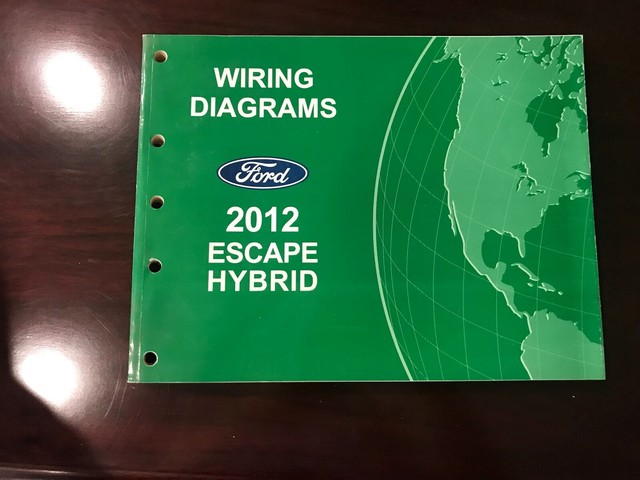 WIRING
DIAGRAMS
Ford
2012
ESCAPE
HYBRID